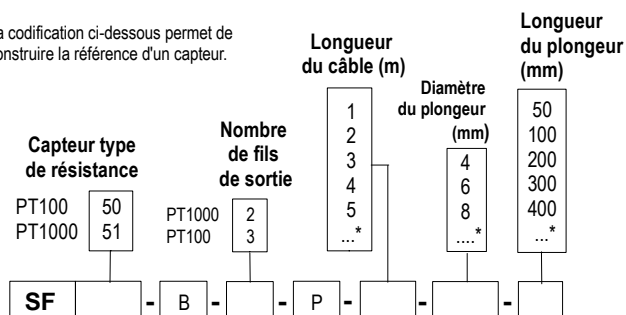 a codification ci-dessous permet de
onstruire la référence d'un capteur.
Capteur type
de résistance
PT100 50
PT1000 51
Nombre
de fils
de sortie
PT1000 2
PT100 3
Longueur
du câble (m)
1
2
3
4
5
...*
Diamètre
du plongeur
(mm)
4
6
8
....*
Longueur
du plongeur
(mm)
50
100
200
300
400
...*
SF - B - - P - - -